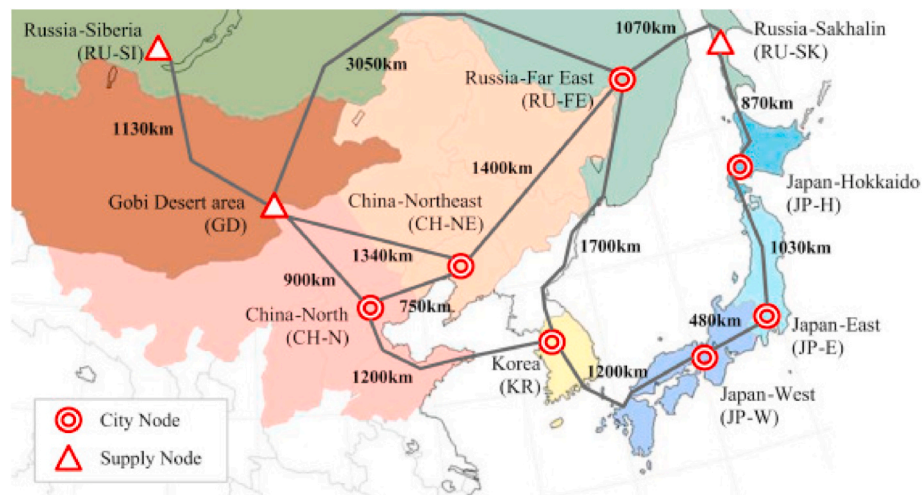 Russia-Siberia
(RU-SI)
1070km
Russia-Sakhalin
(RU-SK)
3050km
Russia-Far East
(RU-FE)
870km
1130km
1400km
Japan-Hokkaido
(JP-H)
Gobi Desert area
(GD)
China-Northeast
(CH-NE)
1340km
1700km
1030km
900km
750km
China-North
(CH-N)
480km
Japan-East
(JP-E)
1200km
Korea
(KR)
1200km
Japan-West
(JP-W)
City Node
Supply Node